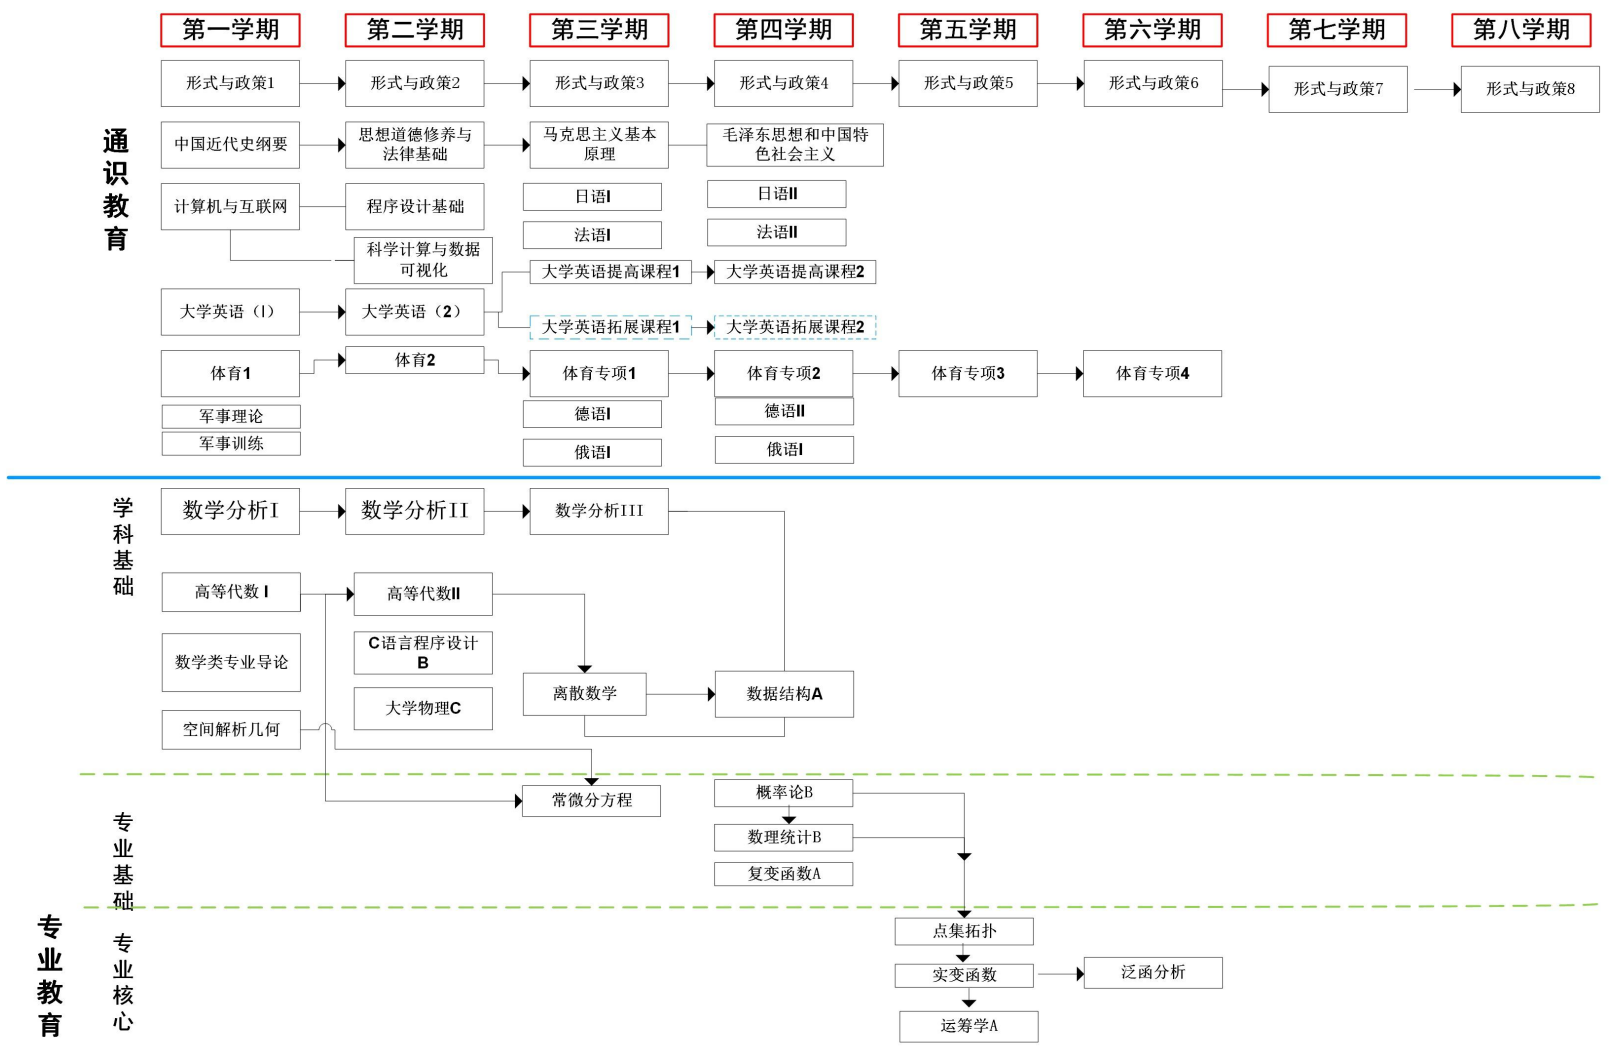 第一学期
第二学期
第三学期
第四学期
第五学期
第六学期
第七学期
第八学期
通识教育
形式与政策1
形式与政策2
形式与政策3
形式与政策4
形式与政策5
形式与政策6
形式与政策7
形式与政策8
中国近代史纲要
思想道德修养与
法律基础
马克思主义基本
原理
毛泽东思想和中国特
色社会主义
计算机与互联网
程序设计基础
日语I
日语II
法语I
法语II
科学计算与数据
可视化
大学英语提高课程1
大学英语提高课程2
大学英语（I）
大学英语（2）
大学英语拓展课程1
大学英语拓展课程2
体育1
体育2
体育专项1
体育专项2
体育专项3
体育专项4
军事理论
德语I
德语II
军事训练
俄语I
俄语I
学科基础
数学分析I
数学分析II
数学分析III
高等代数 I
高等代数II
数学类专业导论
C语言程序设计
B
大学物理C
离散数学
数据结构A
空间解析几何
专业教育
专业基础
常微分方程
概率论B
数理统计B
复变函数A
专业核心
点集拓扑
实变函数
泛函分析
运筹学A